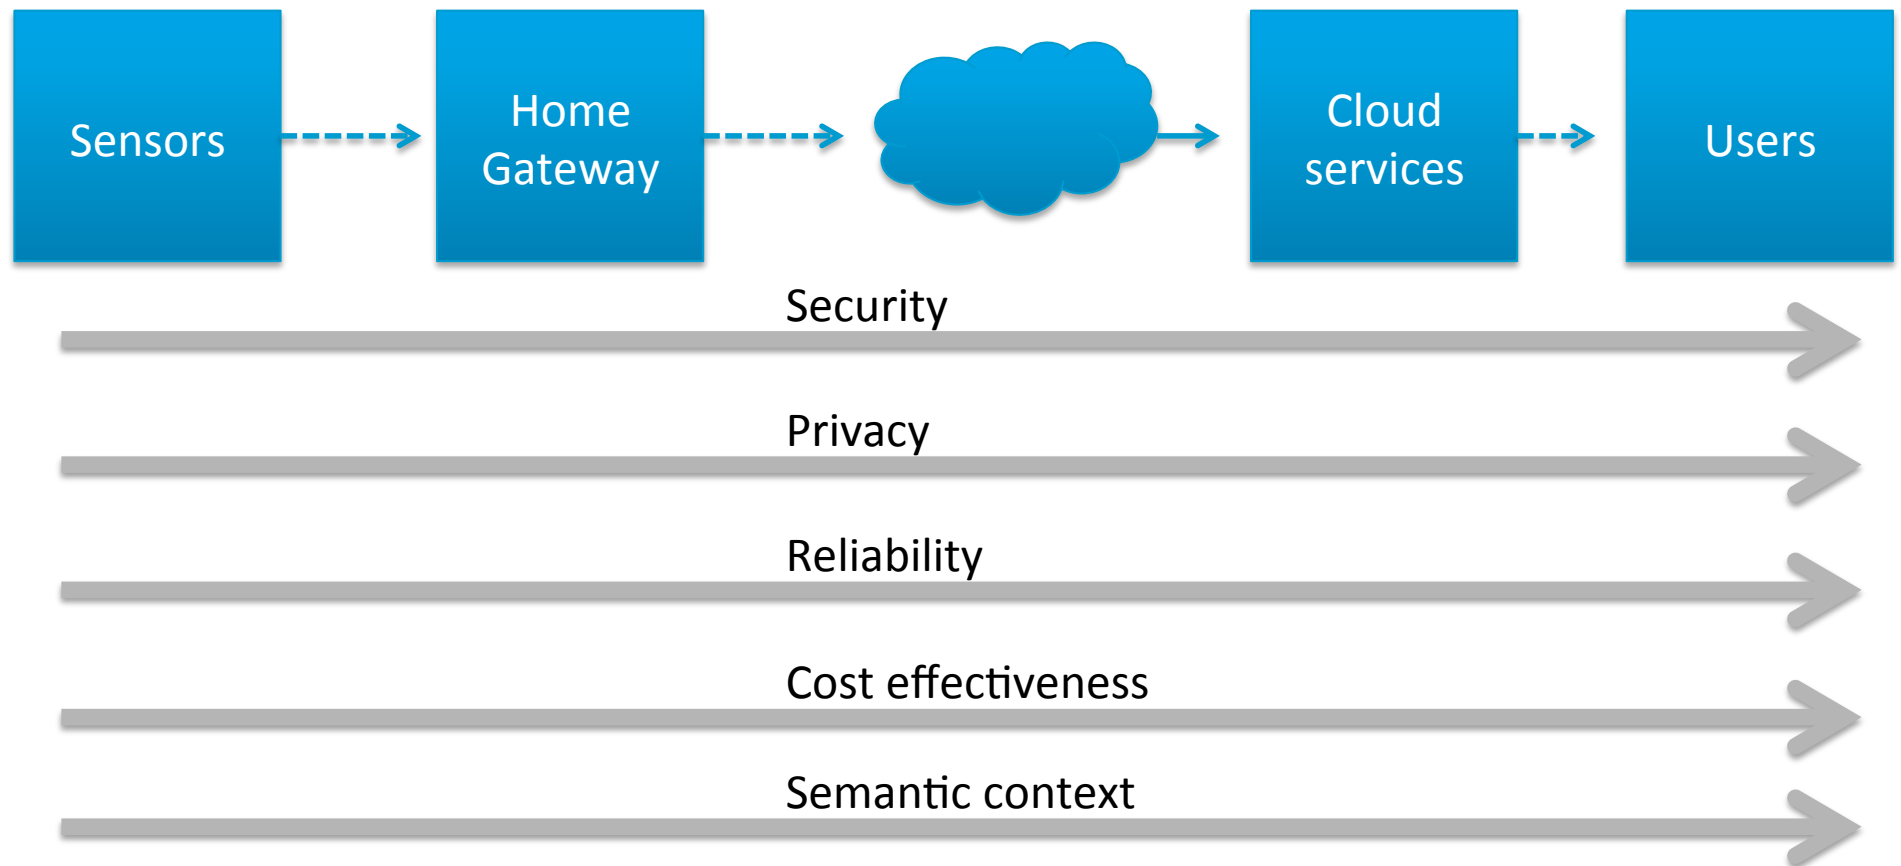 Sensors
Home
Gateway
Cloud
services
Users
Security
Privacy
Reliability
Cost effectiveness
Semantic context